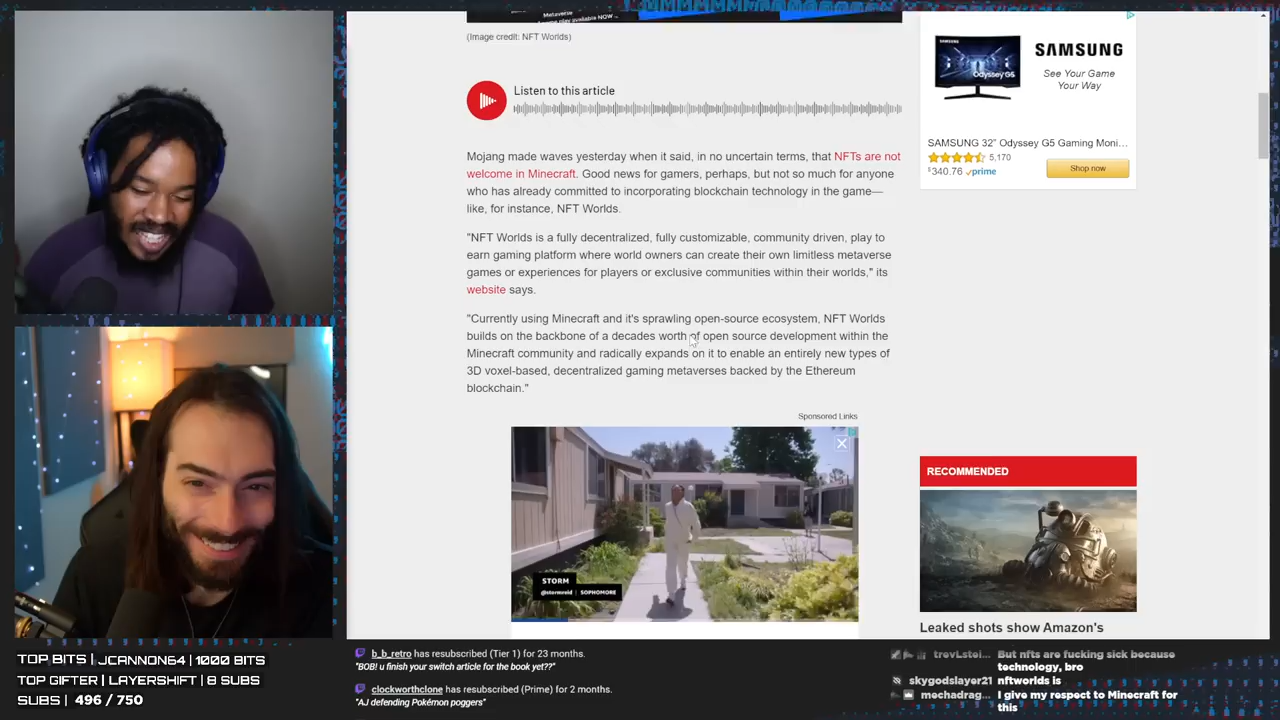 Metaverse
(Image credit: NFT Worlds)
Listen to this article
Mojang made waves yesterday when it said, in no uncertain terms, that NFTs are not
welcome in Minecraft. Good news for gamers, perhaps, but not so much for anyone
who has already committed to incorporating blockchain technology in the game—
like, for instance, NFT Worlds.
"NFT Worlds is a fully decentralized, fully customizable, community driven, play to
earn gaming platform where world owners can create their own limitless metaverse
games or experiences for players or exclusive communities within their worlds," its
website says.
"Currently using Minecraft and it's sprawling open-source ecosystem, NFT Worlds
builds on the backbone of a decades worth of open source development within the
Minecraft community and radically expands on it to enable an entirely new types of
3D voxel-based, decentralized gaming metaverses backed by the Ethereum
blockchain."
Sponsored Links
STORM
@stormreid | SOPHOMORE
SAMSUNG
Odyssey G5
SAMSUNG
See Your Game
Your Way
SAMSUNG 32" Odyssey G5 Gaming Moni...
5,170
$340.76 prime
Shop now
RECOMMENDED
Leaked shots show Amazon's
TOP BITS | JCANNON64 | 1000 BITS
TOP GIFTER | LAYERSHIFT | 8 SUBS
SUBS | 496 / 750
b_b_retro has resubscribed (Tier 1) for 23 months.
"BOB! u finish your switch article for the book yet??"
clockworthclone has resubscribed (Prime) for 2 months.
"AJ defending Pokémon poggers"
trevLstei... But nfts are fucking sick because
technology, bro
skygodslayer21 nftworlds is
mechadrag... I give my respect to Minecraft for
this